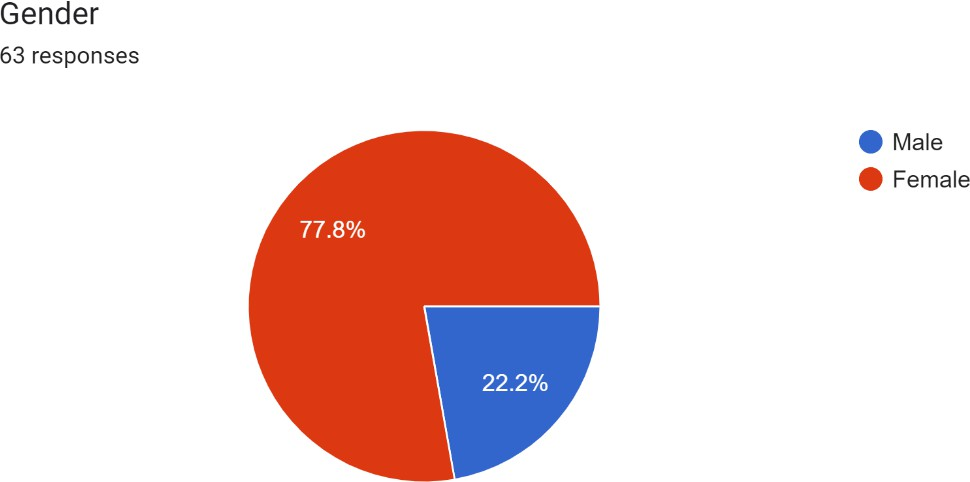 Gender
63 responses
Male
Female
77.8%
22.2%